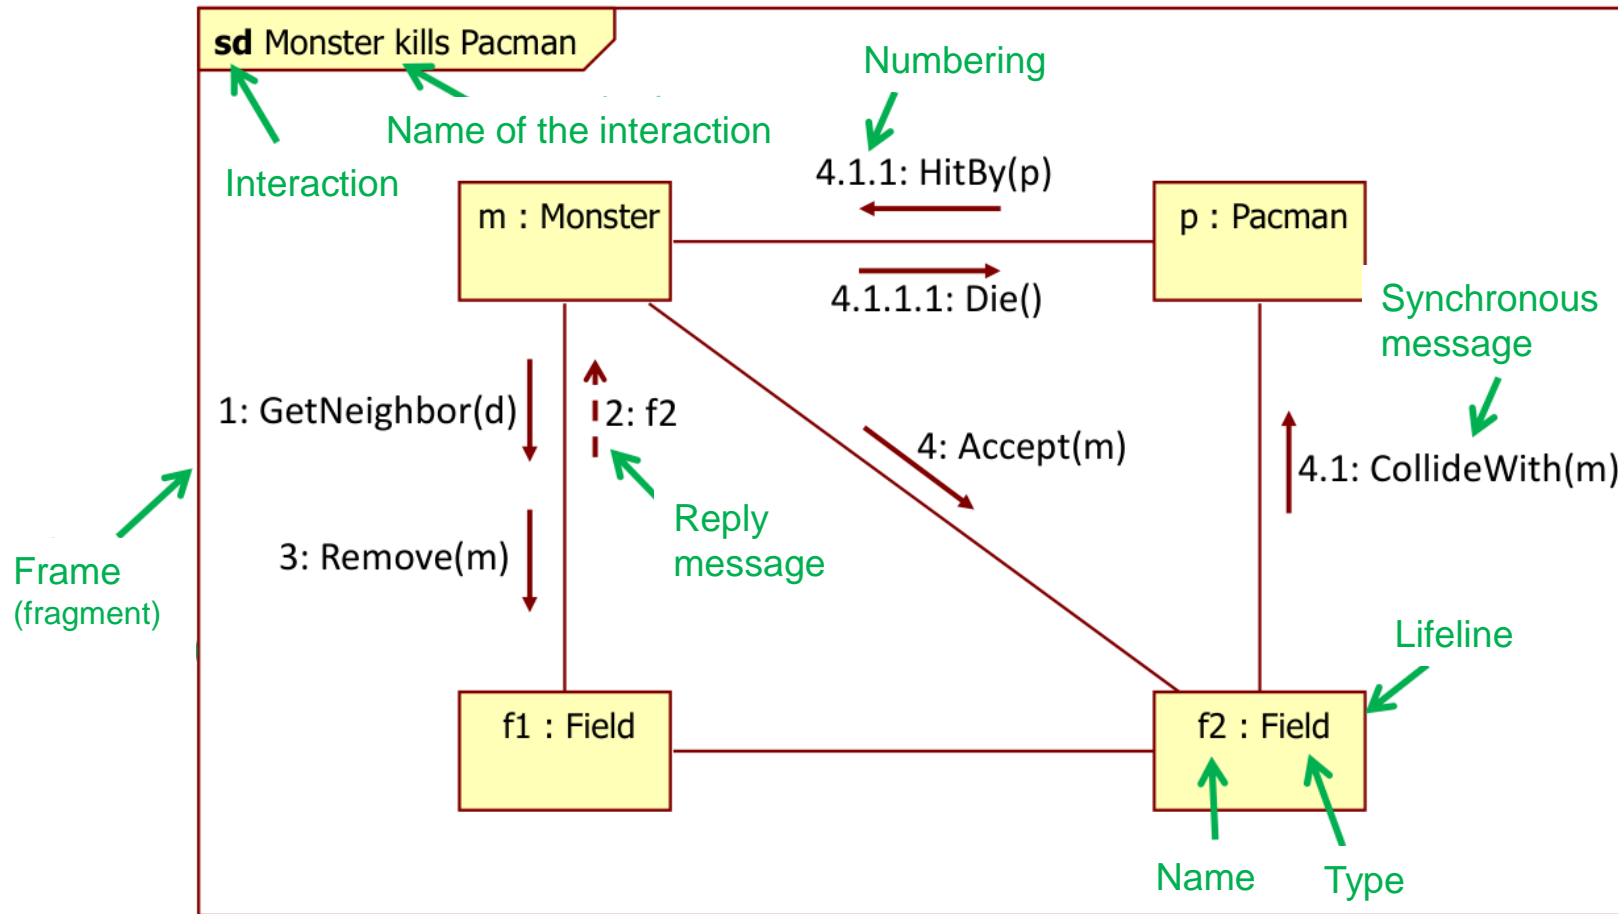 sd Monster kills Pacman
Numbering
Name of the interaction
Interaction
4.1.1: HitBy(p)
m : Monster
p : Pacman
4.1.1.1: Die()
Synchronous
message
1: GetNeighbor(d)
2: f2
4: Accept(m)
4.1: CollideWith(m)
Reply
message
3: Remove(m)
Frame
(fragment)
Lifeline
f1 : Field
f2 : Field
Name
Type